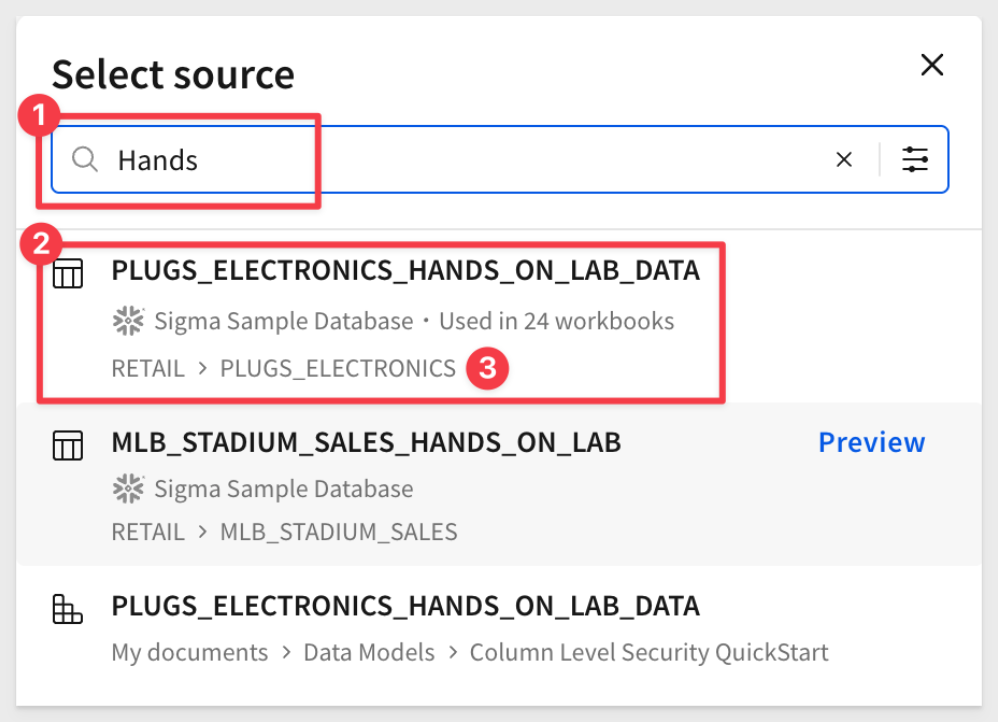 Select source
1
Hands
2
PLUGS_ELECTRONICS_HANDS_ON_LAB_DATA
Sigma Sample Database • Used in 24 workbooks
RETAIL > PLUGS_ELECTRONICS 3
MLB_STADIUM_SALES_HANDS_ON_LAB Preview
Sigma Sample Database
RETAIL > MLB_STADIUM_SALES
PLUGS_ELECTRONICS_HANDS_ON_LAB_DATA
My documents > Data Models > Column Level Security QuickStart